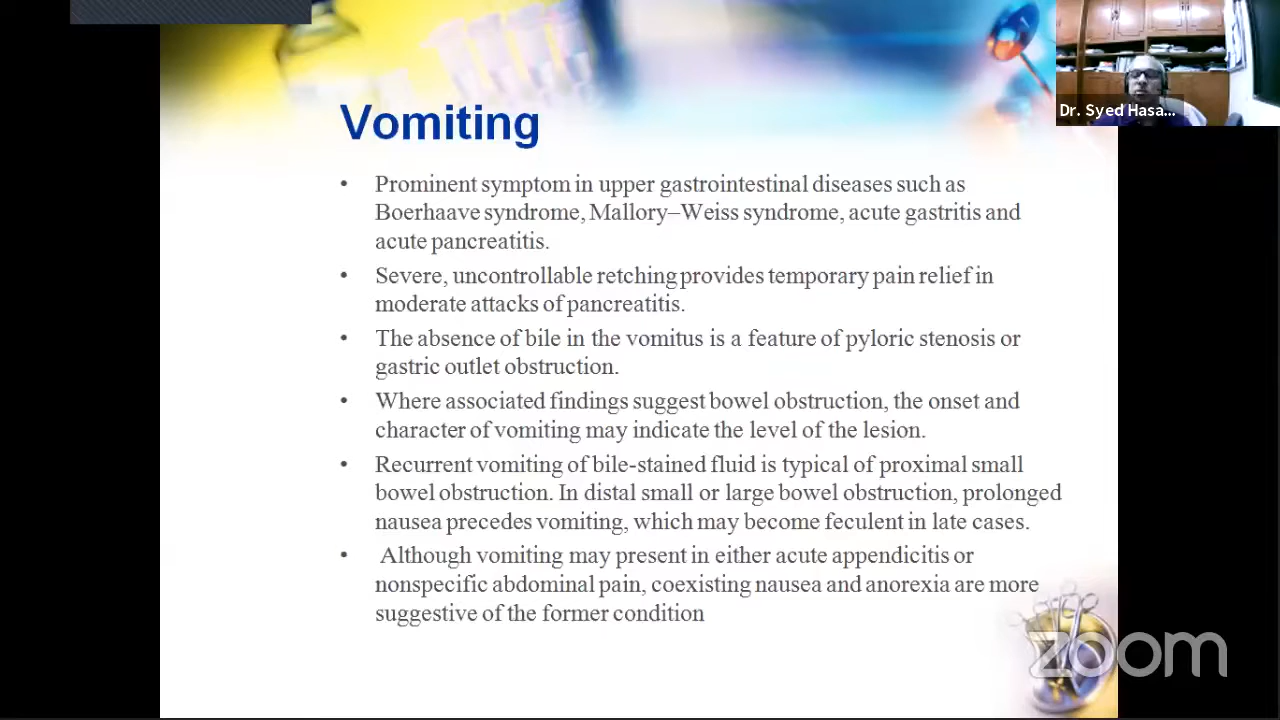 Vomiting
• Prominent symptom in upper gastrointestinal diseases such as
Boerhaave syndrome, Mallory–Weiss syndrome, acute gastritis and
acute pancreatitis.
• Severe, uncontrollable retching provides temporary pain relief in
moderate attacks of pancreatitis.
• The absence of bile in the vomitus is a feature of pyloric stenosis or
gastric outlet obstruction.
• Where associated findings suggest bowel obstruction, the onset and
character of vomiting may indicate the level of the lesion.
• Recurrent vomiting of bile-stained fluid is typical of proximal small
bowel obstruction. In distal small or large bowel obstruction, prolonged
nausea precedes vomiting, which may become feculent in late cases.
• Although vomiting may present in either acute appendicitis or
nonspecific abdominal pain, coexisting nausea and anorexia are more
suggestive of the former condition
Dr. Syed Hasa...
zoom